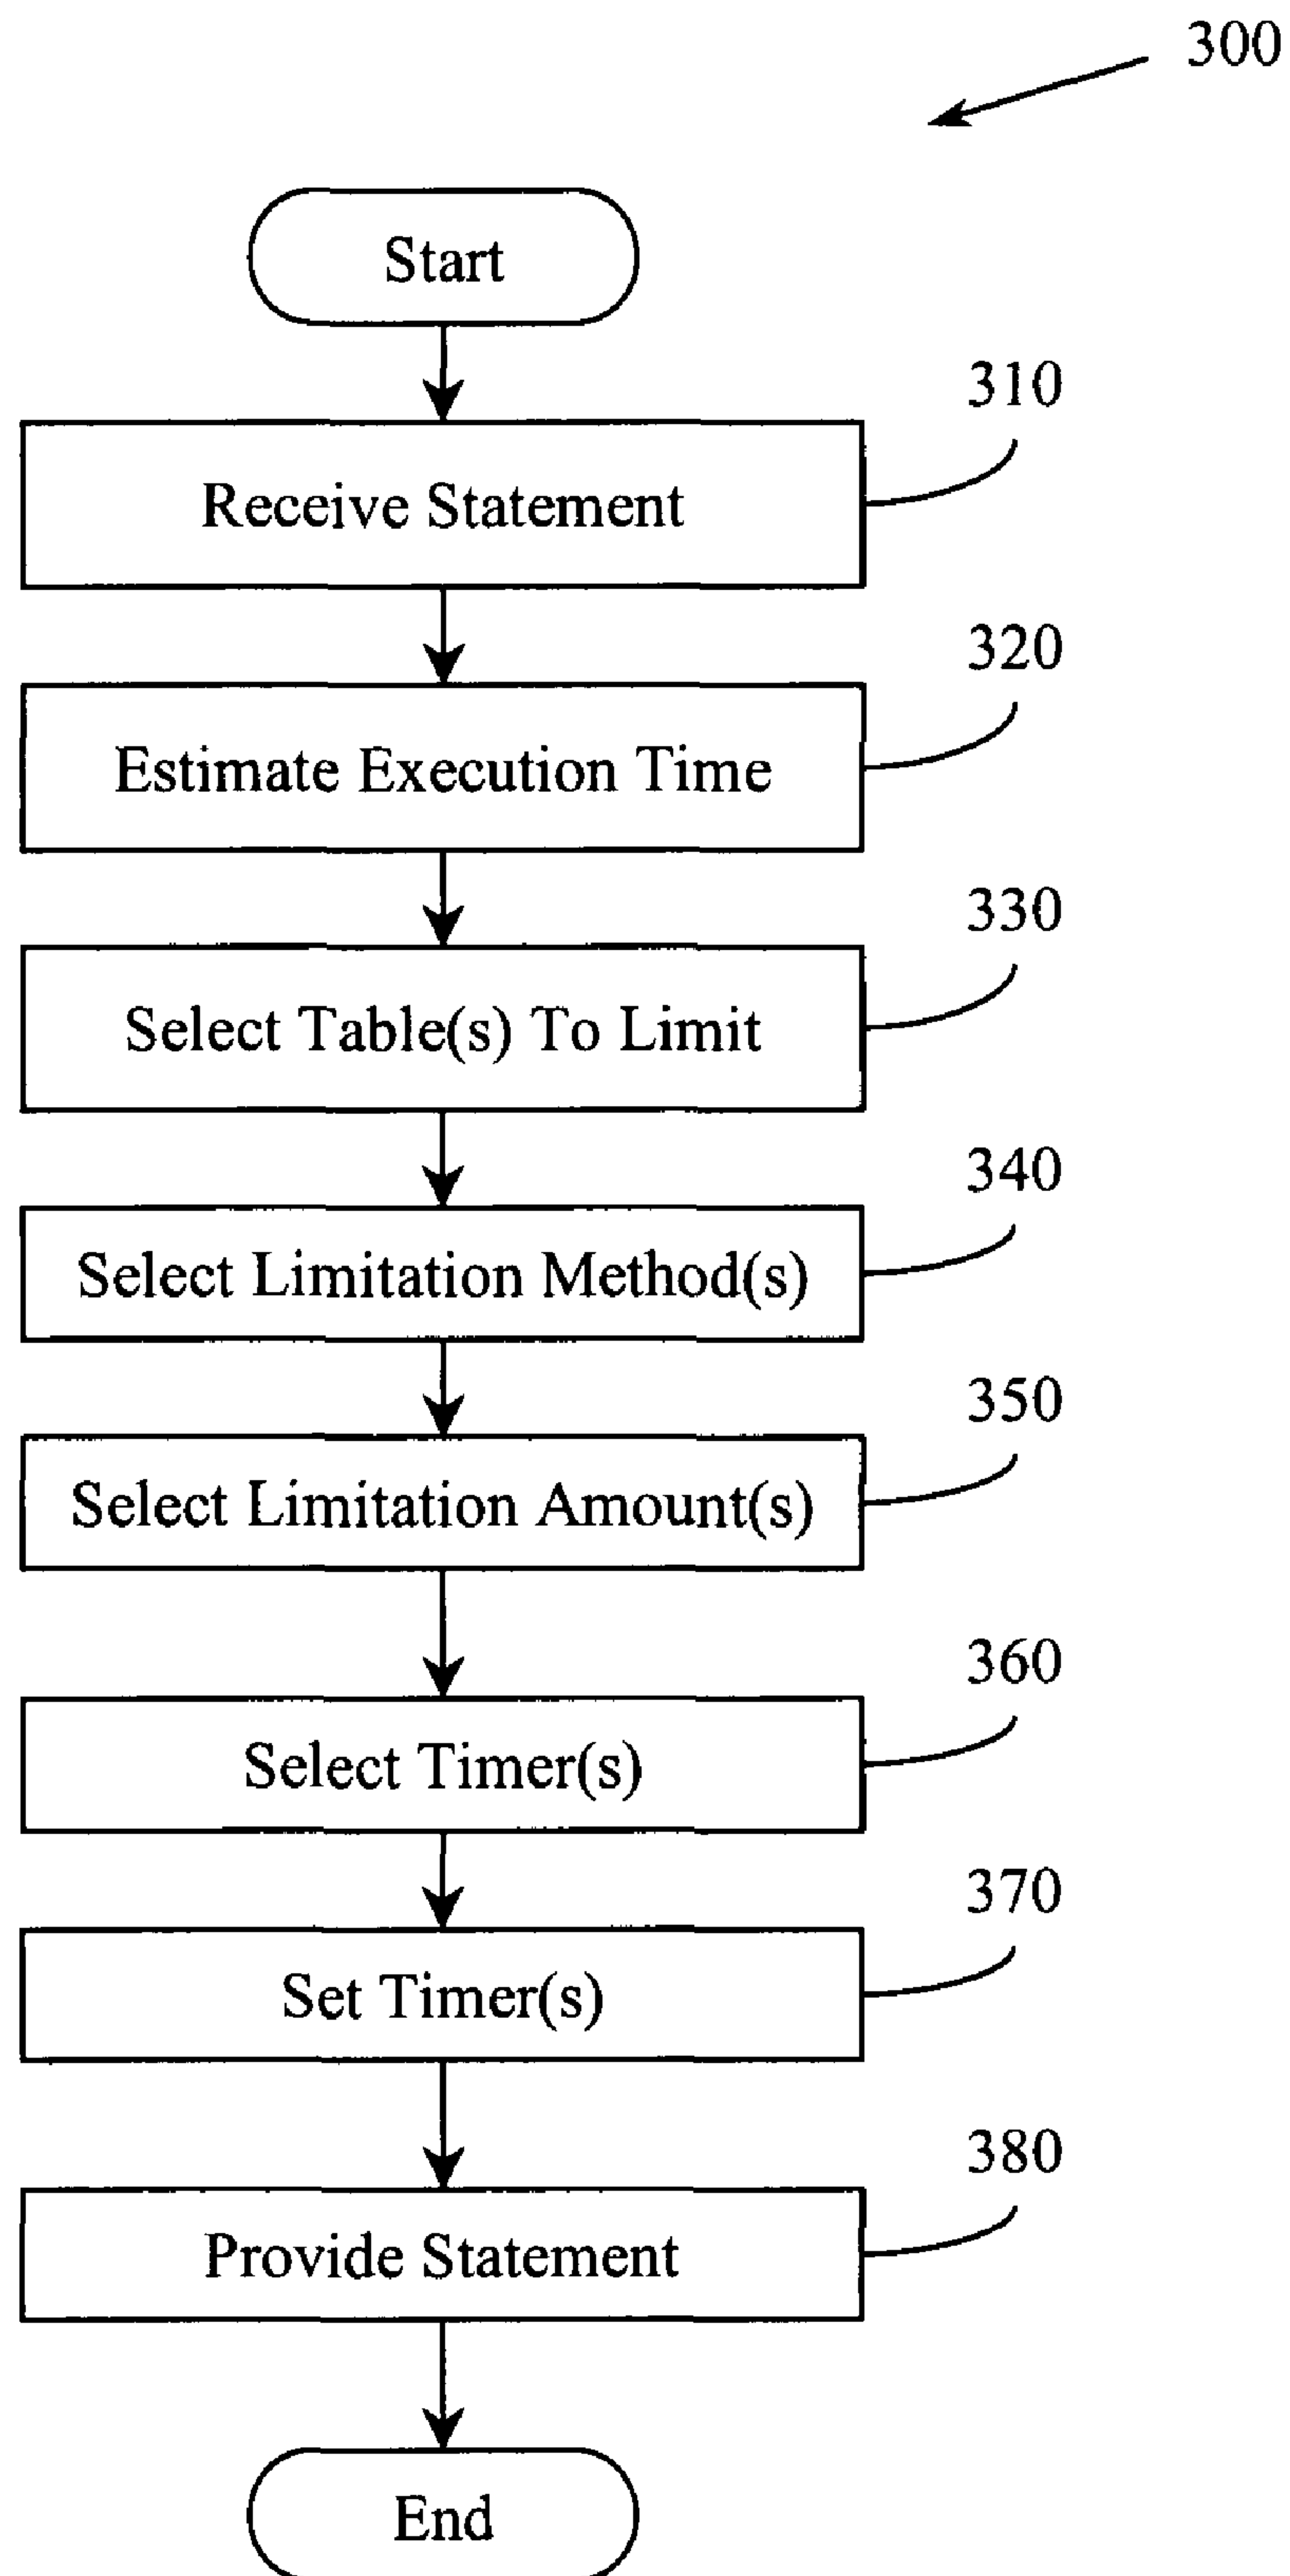 300
Start
310
Receive Statement
320
Estimate Execution Time
330
Select Table(s) To Limit
340
Select Limitation Method(s)
350
Select Limitation Amount(s)
360
Select Timer(s)
370
Set Timer(s)
380
Provide Statement
End